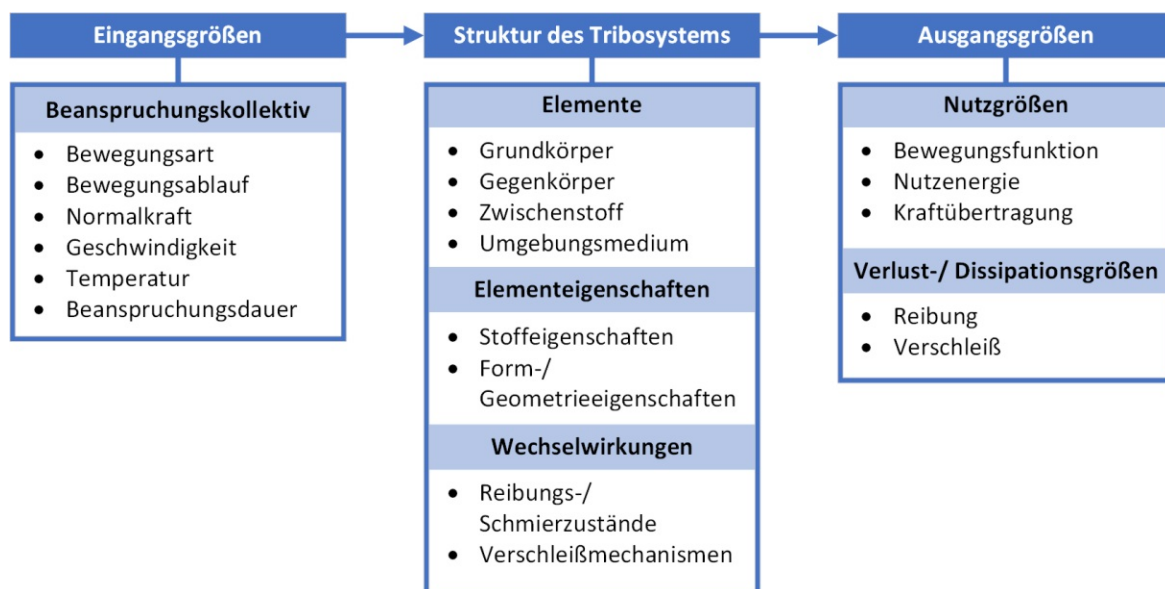 Eingangsgrößen
Struktur des Tribosystems
Ausgangsgrößen
Beanspruchungskollektiv
• Bewegungsart
• Bewegungsablauf
• Normalkraft
• Geschwindigkeit
• Temperatur
• Beanspruchungsdauer
Elemente
• Grundkörper
• Gegenkörper
• Zwischenstoff
• Umgebungsmedium
Elementeigenschaften
• Stoffeigenschaften
• Form-/
Geometrieeigenschaften
Wechselwirkungen
• Reibungs-/
Schmierzustände
• Verschleißmechanismen
Nutzgrößen
• Bewegungsfunktion
• Nutzenergie
• Kraftübertragung
Verlust-/ Dissipationsgrößen
• Reibung
• Verschleiß